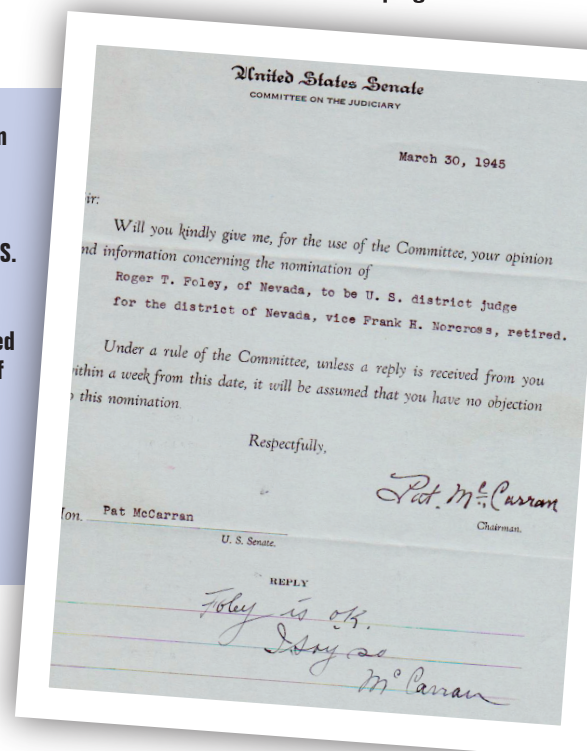 United States Senate
COMMITTEE ON THE JUDICIARY
March 30, 1945
ir:
Will you kindly give me, for the use of the Committee, your opinion
nd information concerning the nomination of
Roger T. Foley, of Nevada, to be U. S. district judge
for the district of Nevada, vice Frank H. Norcross, retired.
Under a rule of the Committee, unless a reply is received from you
ithin a week from this date, it will be assumed that you have no objection
this nomination.
Respectfully,
Pat. McCarran
Chairman.
on. Pat McCarran
U. S. Senate.
REPLY
Foley is ok.
I say so
McCarran
S.
ed
f